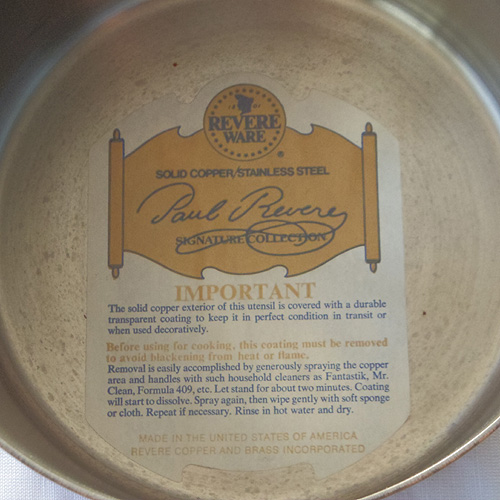 18 01
REVERE
WARE
®
SOLID COPPER/STAINLESS STEEL
Paul Revere
SIGNATURE COLLECTION
IMPORTANT
The solid copper exterior of this utensil is covered with a durable
transparent coating to keep it in perfect condition in transit or
when used decoratively.
Before using for cooking, this coating must be removed
to avoid blackening from heat or flame.
Removal is easily accomplished by generously spraying the copper
area and handles with such household cleaners as Fantastik, Mr.
Clean, Formula 409, etc. Let stand for about two minutes. Coating
will start to dissolve. Spray again, then wipe gently with soft sponge
or cloth. Repeat if necessary. Rinse in hot water and dry.
MADE IN THE UNITED STATES OF AMERICA
REVERE COPPER AND BRASS INCORPORATED